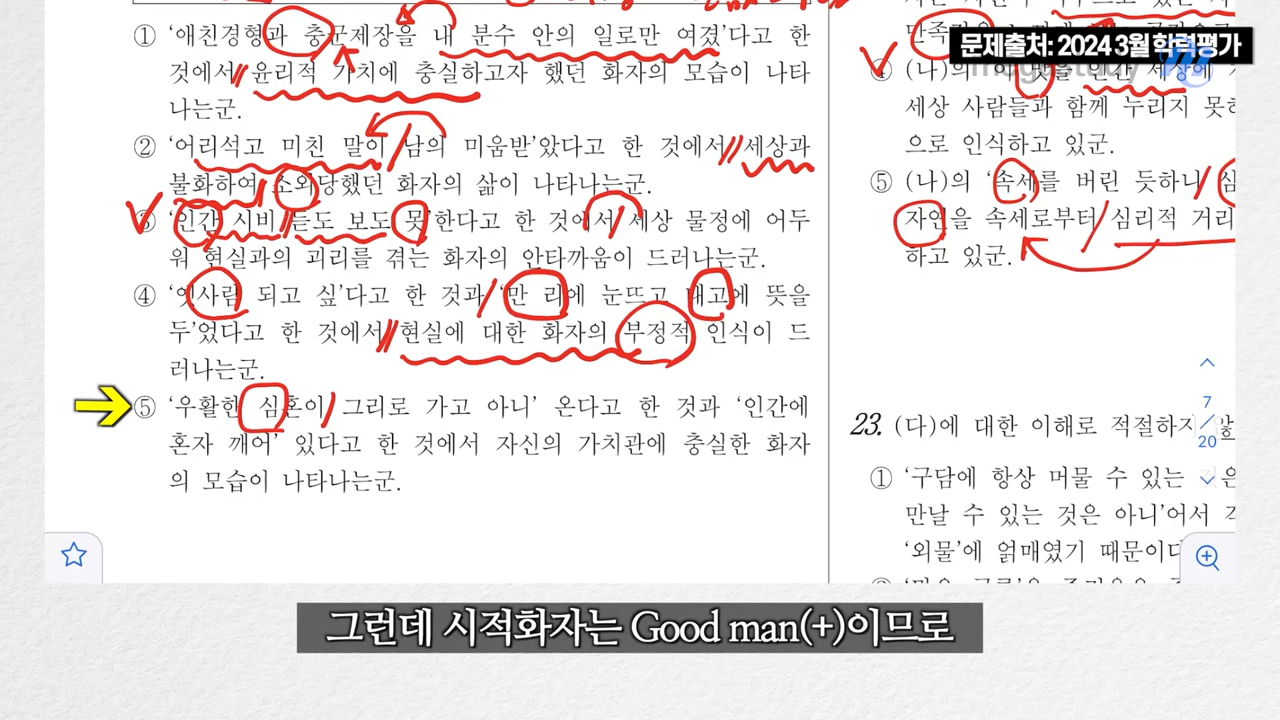 ① ‘애친경형과 충군제장을 내 분수 안의 일로만 여겼’다고 한
것에서 윤리적 가치에 충실하고자 했던 화자의 모습이 나타
나는군.
② ‘어리석고 미친 말이 남의 미움받’았다고 한 것에서 세상과
불화하여 소외당했던 화자의 삶이 나타나는군.
③ ‘인간 시비 듣도 보도 못’한다고 한 것에서 세상 물정에 어두
워 현실과의 괴리를 겪는 화자의 안타까움이 드러나는군.
④ ‘옛사람 되고 싶’다고 한 것과 ‘만 리에 눈뜨고 태고에 뜻을
두’었다고 한 것에서 현실에 대한 화자의 부정적 인식이 드
러나는군.
⑤ ‘우활한 심혼이 그리로 가고 아니’ 온다고 한 것과 ‘인간에
혼자 깨어’ 있다고 한 것에서 자신의 가치관에 충실한 화자
의 모습이 나타나는군.
문제출처: 2024 3월 학력평가
megastudy
④ (나)의 인간 세상에
세상 사람들과 함께 누리지 못하
으로 인식하고 있군.
⑤ (나)의 ‘속세를 버린 듯하나 심
자연을 속세로부터 심리적 거리
하고 있군.
7
20
23. (다)에 대한 이해로 적절하지 않
① ‘구담에 항상 머물 수 있는 것은
만날 수 있는 것은 아니’어서
‘외물’에 얽매였기 때문이다
그런데 시적화자는 Good man(+)이므로